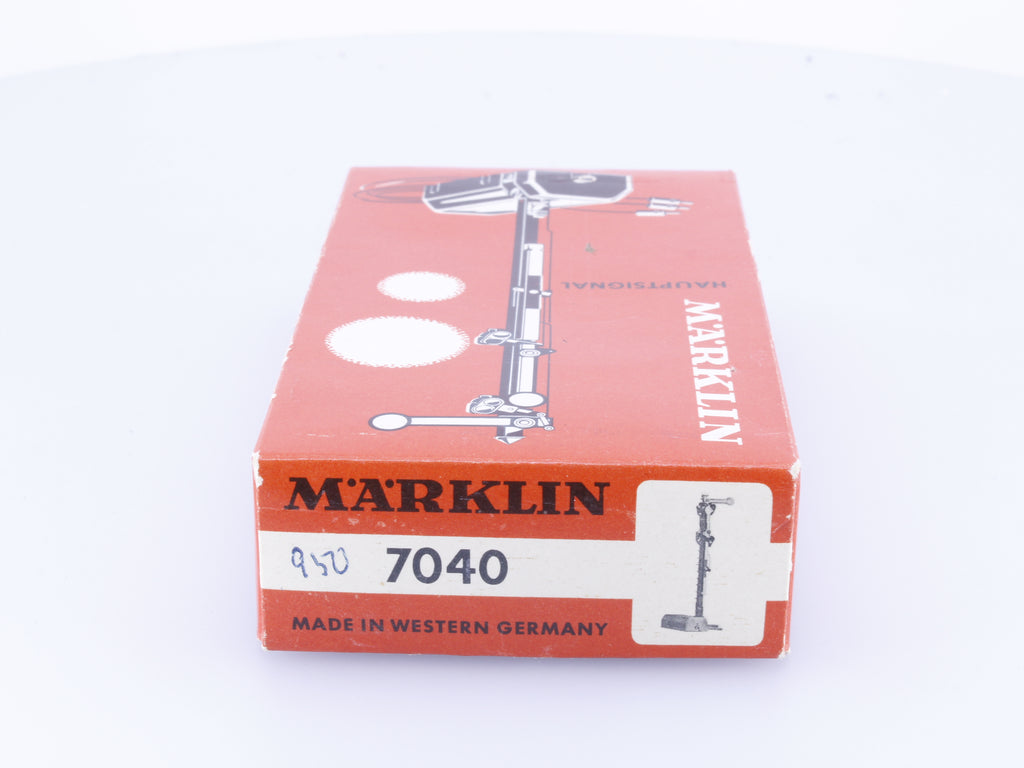 HAUPTSIGNAL
MÄRKLIN
MÄRKLIN
950 7040
MADE IN WESTERN GERMANY